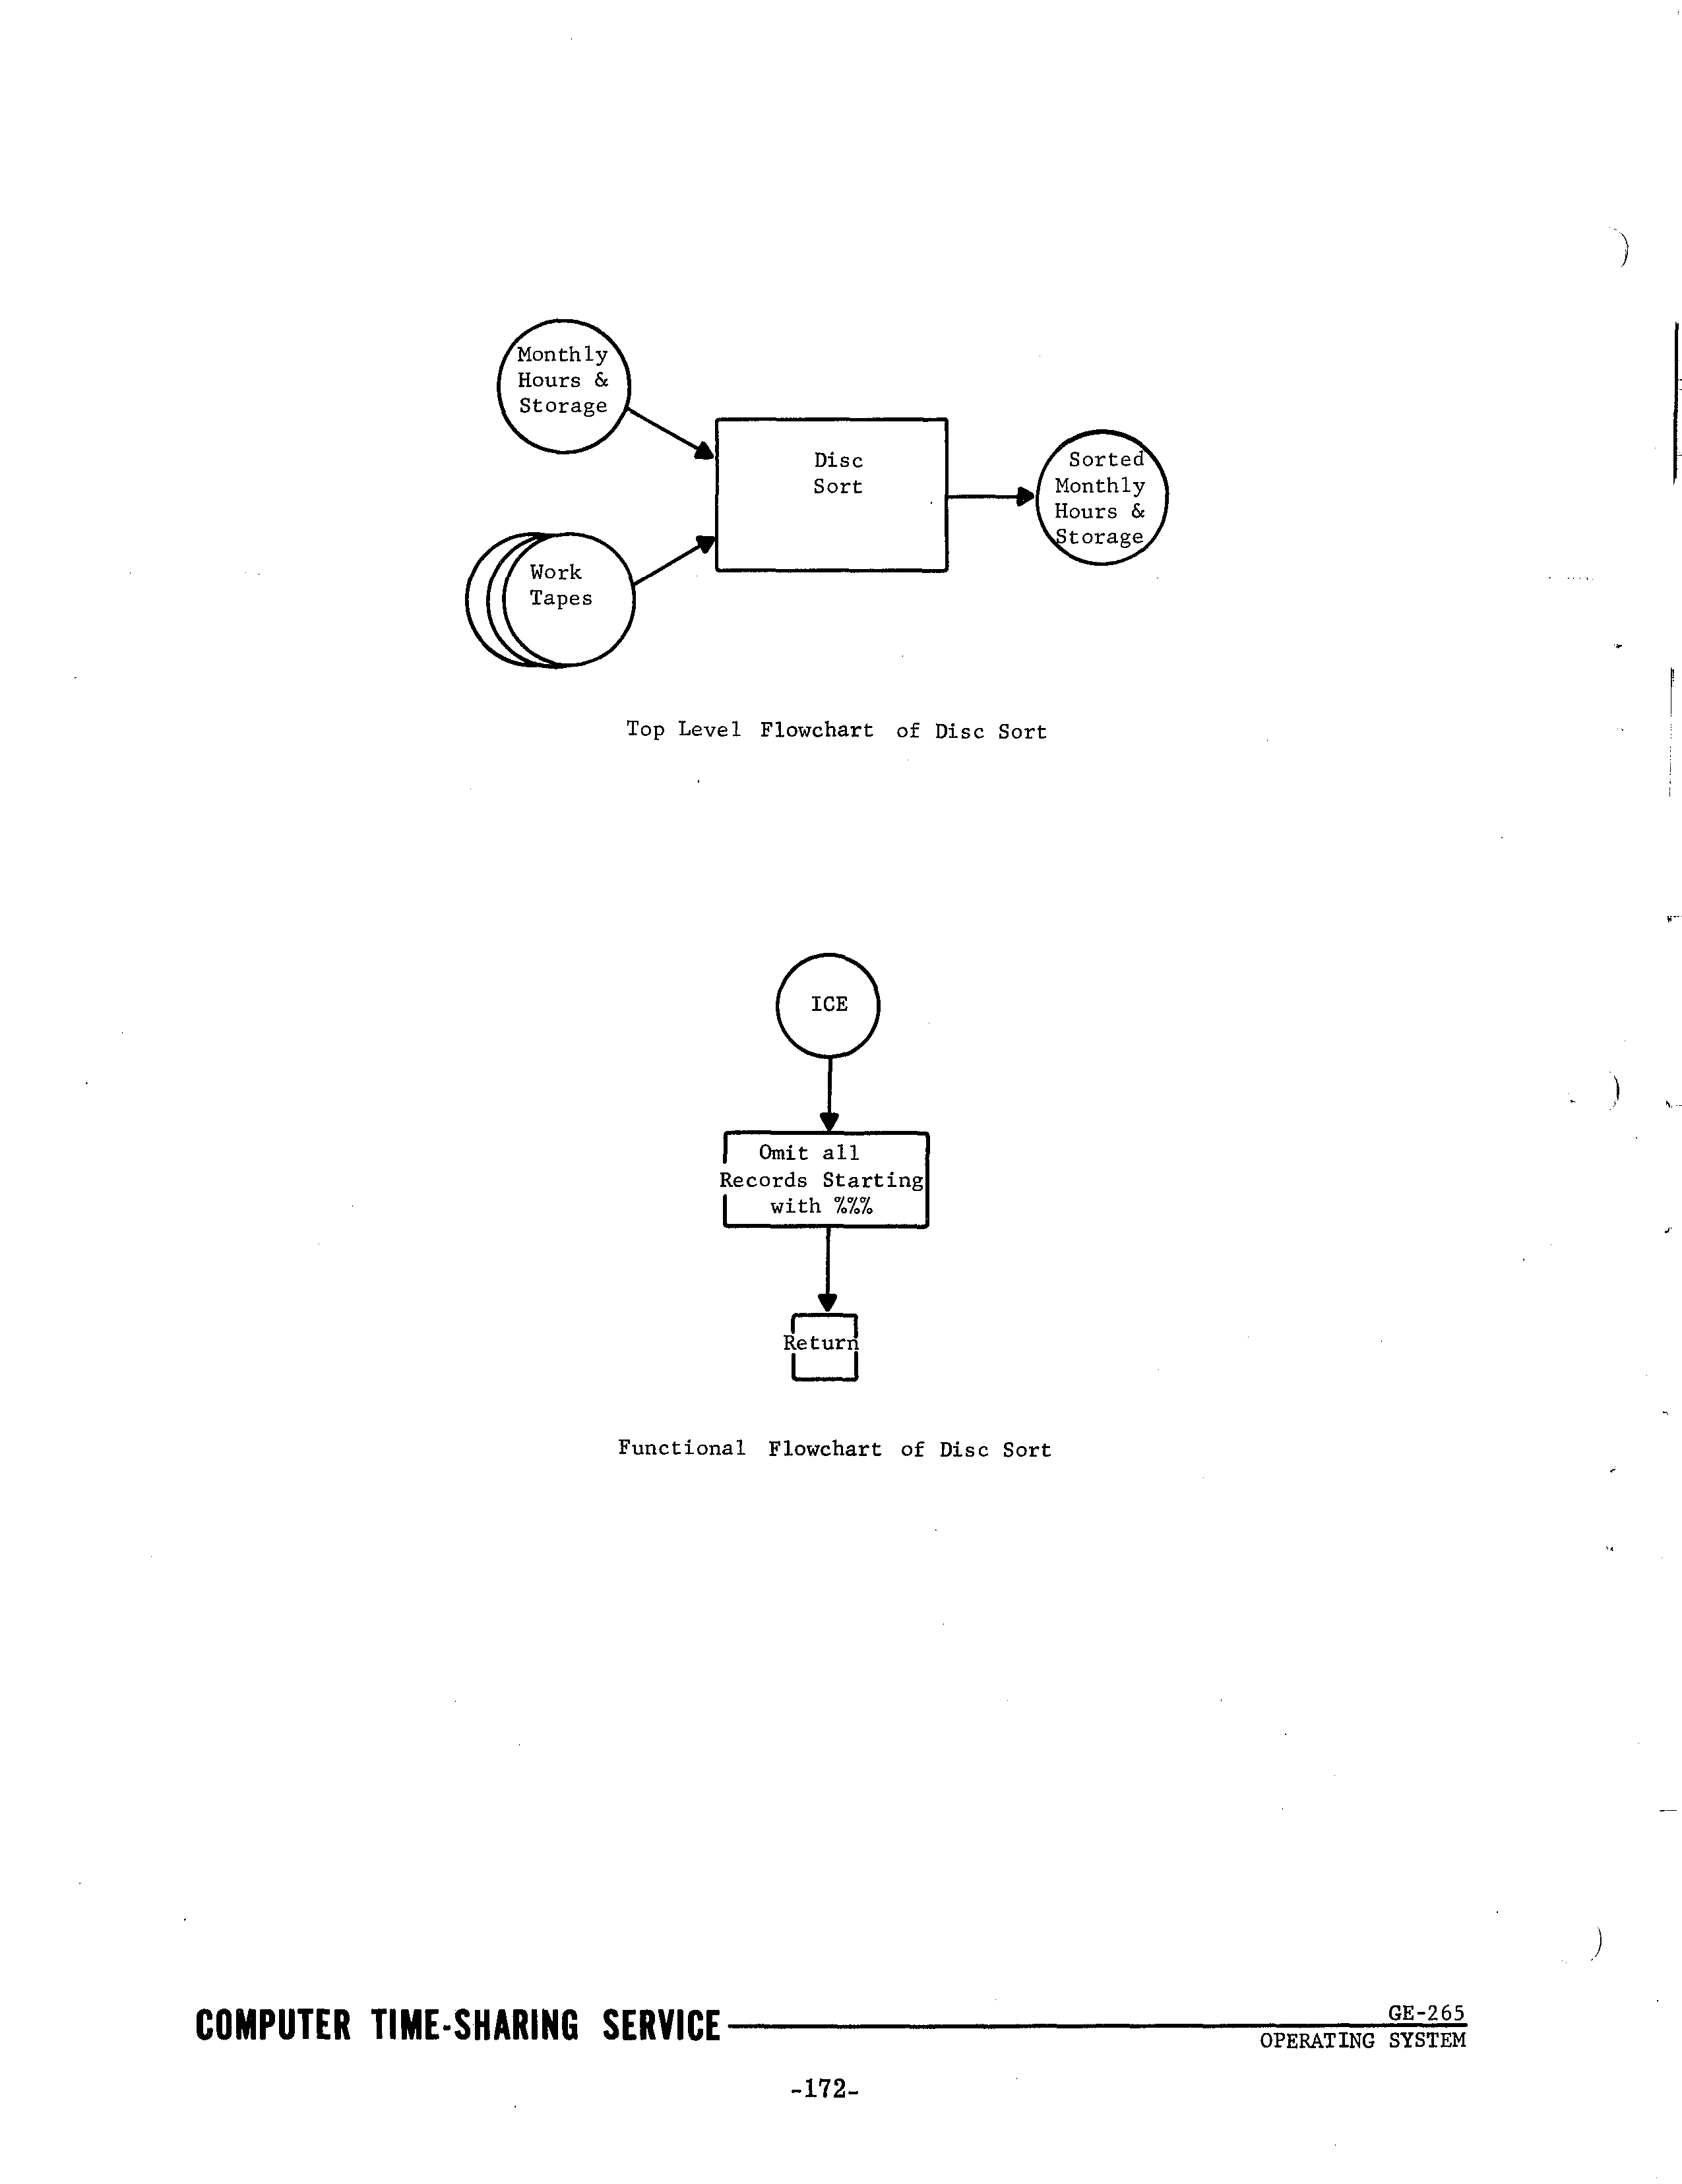 Monthly
Hours &
Storage
Disc
Sort
Sorted
Monthly
Hours &
Storage
Work
Tapes
Top Level Flowchart of Disc Sort
ICE
Omit all
Records Starting
with %%%
Return
Functional Flowchart of Disc Sort
COMPUTER TIME-SHARING SERVICE
GE-265
OPERATING SYSTEM
-172-